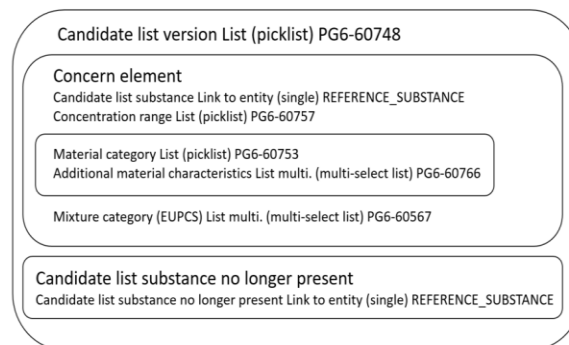 Candidate list version List (picklist) PG6-60748
Concern element
Candidate list substance Link to entity (single) REFERENCE_SUBSTANCE
Concentration range List (picklist) PG6-60757
Material category List (picklist) PG6-60753
Additional material characteristics List multi. (multi-select list) PG6-60766
Mixture category (EUPCS) List multi. (multi-select list) PG6-60567
Candidate list substance no longer present
Candidate list substance no longer present Link to entity (single) REFERENCE_SUBSTANCE